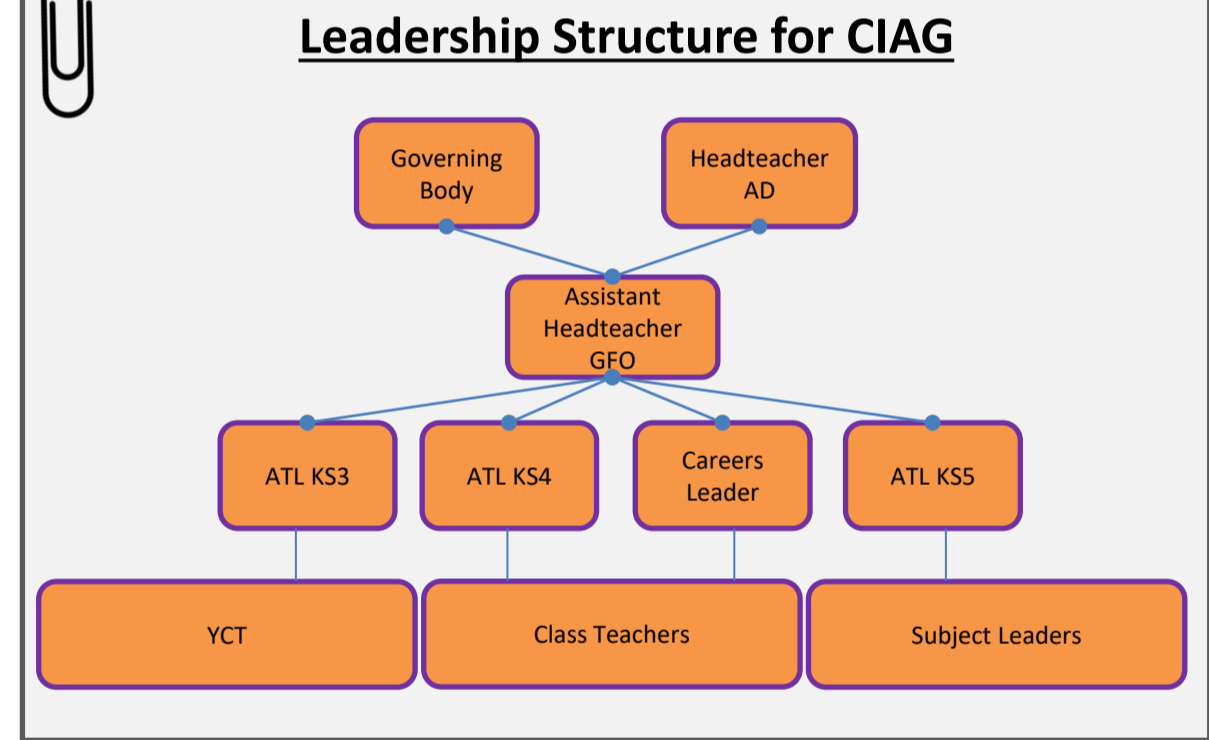 Leadership Structure for CIAG
Governing
Body
Headteacher
AD
Assistant
Headteacher
GFO
ATL KS3
ATL KS4
Careers
Leader
ATL KS5
YCT
Class Teachers
Subject Leaders